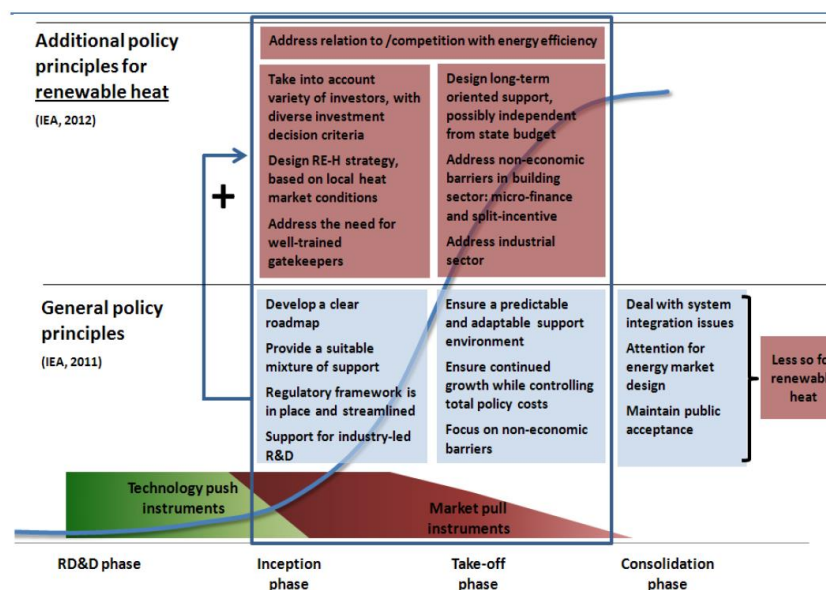 Additional policy
principles for
renewable heat
(IEA, 2012)
Address relation to /competition with energy efficiency
Take into account
variety of investors, with
diverse investment
decision criteria
Design RE-H strategy,
based on local heat
market conditions
Address the need for
well-trained
gatekeepers
Design long-term
oriented support,
possibly independent
from state budget
Address non-economic
barriers in building
sector: micro-finance
and split-incentive
Address industrial
sector
+
General policy
principles
(IEA, 2011)
Develop a clear
roadmap
Provide a suitable
mixture of support
Regulatory framework is
in place and streamlined
Support for industry-led
R&D
Ensure a predictable
and adaptable support
environment
Ensure continued
growth while controlling
total policy costs
Focus on non-economic
barriers
Deal with system
integration issues
Attention for
energy market
design
Maintain public
acceptance
Less so fo
renewabl
heat
Technology push
instruments
Market pull
instruments
RD&D phase
Inception
phase
Take-off
phase
Consolidation
phase